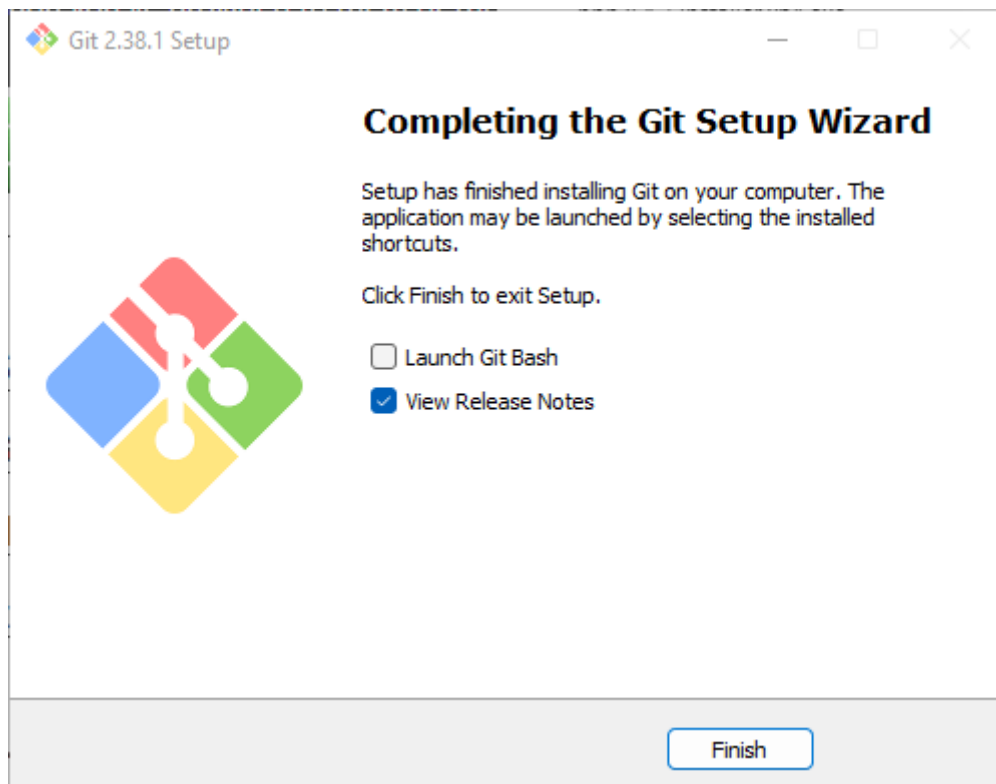 Git 2.38.1 Setup
Completing the Git Setup Wizard
Setup has finished installing Git on your computer. The
application may be launched by selecting the installed
shortcuts.
Click Finish to exit Setup.
Launch Git Bash
View Release Notes
Finish